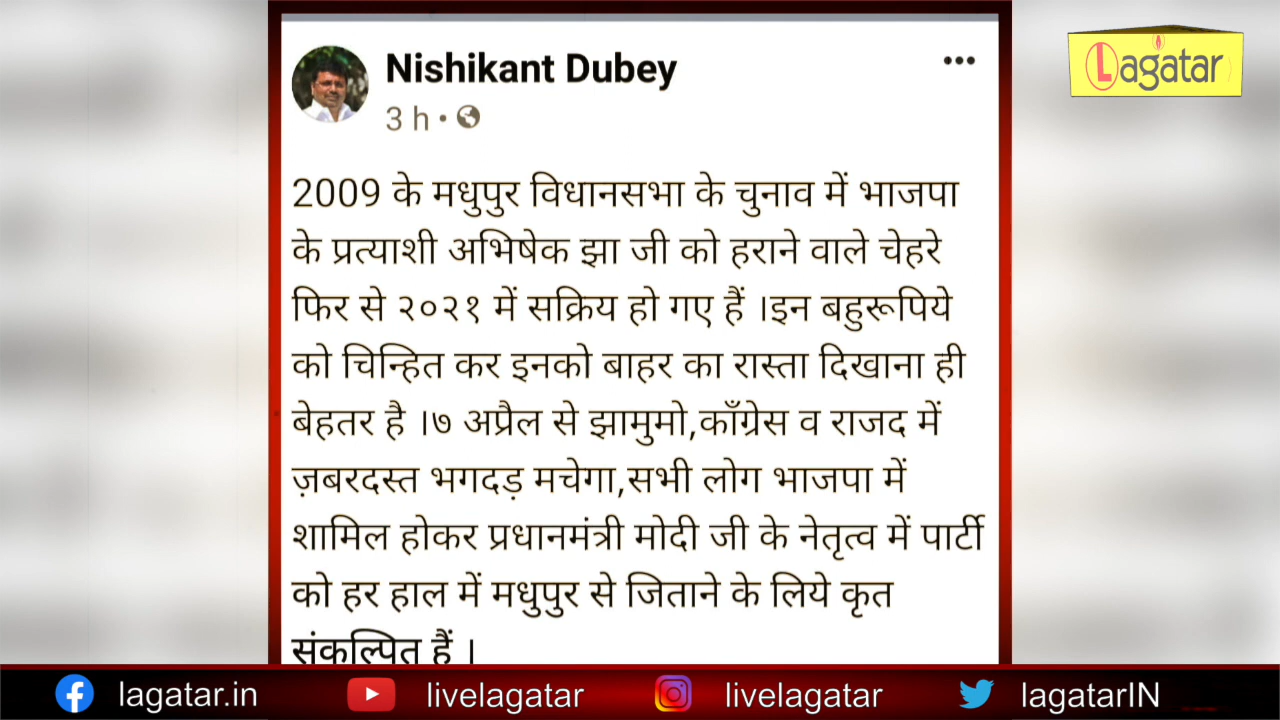 Nishikant Dubey
Lagatar
3 h •
2009 के मधुपुर विधानसभा के चुनाव में भाजपा
के प्रत्याशी अभिषेक झा जी को हराने वाले चेहरे
फिर से २०२१ में सक्रिय हो गए हैं ।इन बहुरूपिये
को चिन्हित कर इनको बाहर का रास्ता दिखाना ही
बेहतर है ।७ अप्रैल से झामुमो,काँग्रेस व राजद में
ज़बरदस्त भगदड़ मचेगा,सभी लोग भाजपा में
शामिल होकर प्रधानमंत्री मोदी जी के नेतृत्व में पार्टी
को हर हाल में मधुपुर से जिताने के लिये कृत
संकल्पित हैं ।
lagatar.in livelagatar livelagatar lagatarIN